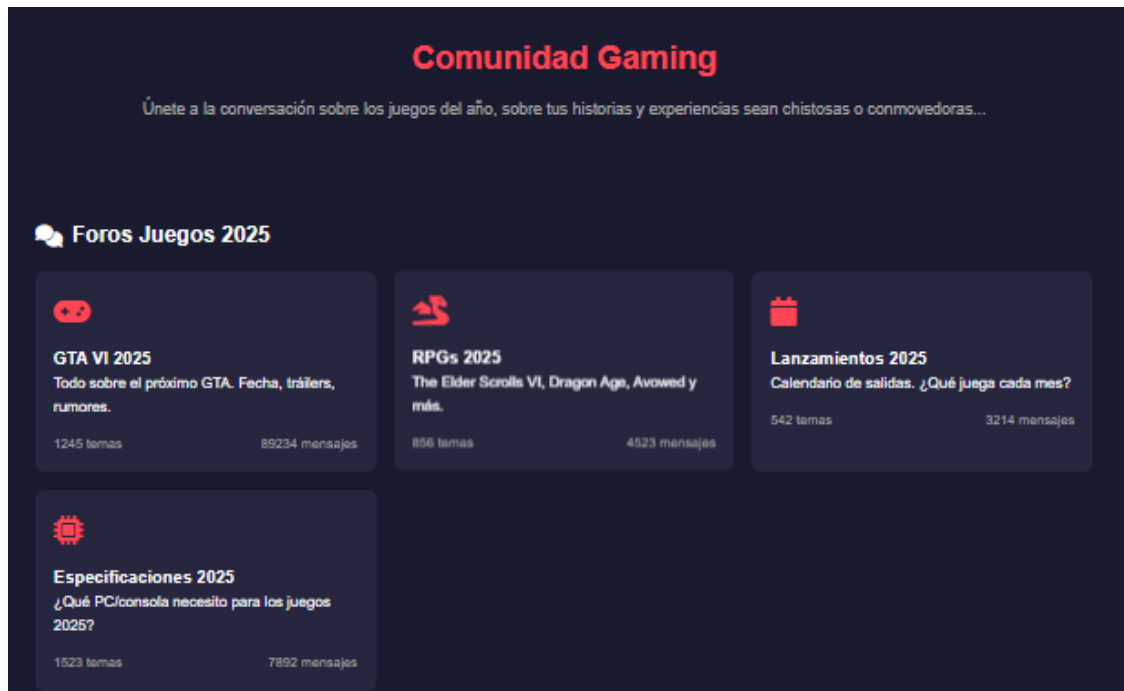 Comunidad Gaming
Únete a la conversación sobre los juegos del año, sobre tus historias y experiencias sean chistosas o conmovedoras...
Foros Juegos 2025
GTA VI 2025
Todo sobre el próximo GTA. Fecha, tráilers,
rumores.
1245 temas
89234 mensajes
RPGs 2025
The Elder Scrolls VI, Dragon Age, Avowed y
más.
856 temas
4523 mensajes
Lanzamientos 2025
Calendario de salidas. ¿Qué juega cada mes?
542 temas
3214 mensajes
Especificaciones 2025
¿Qué PC/consola necesito para los juegos
2025?
1523 temas
7892 mensajes